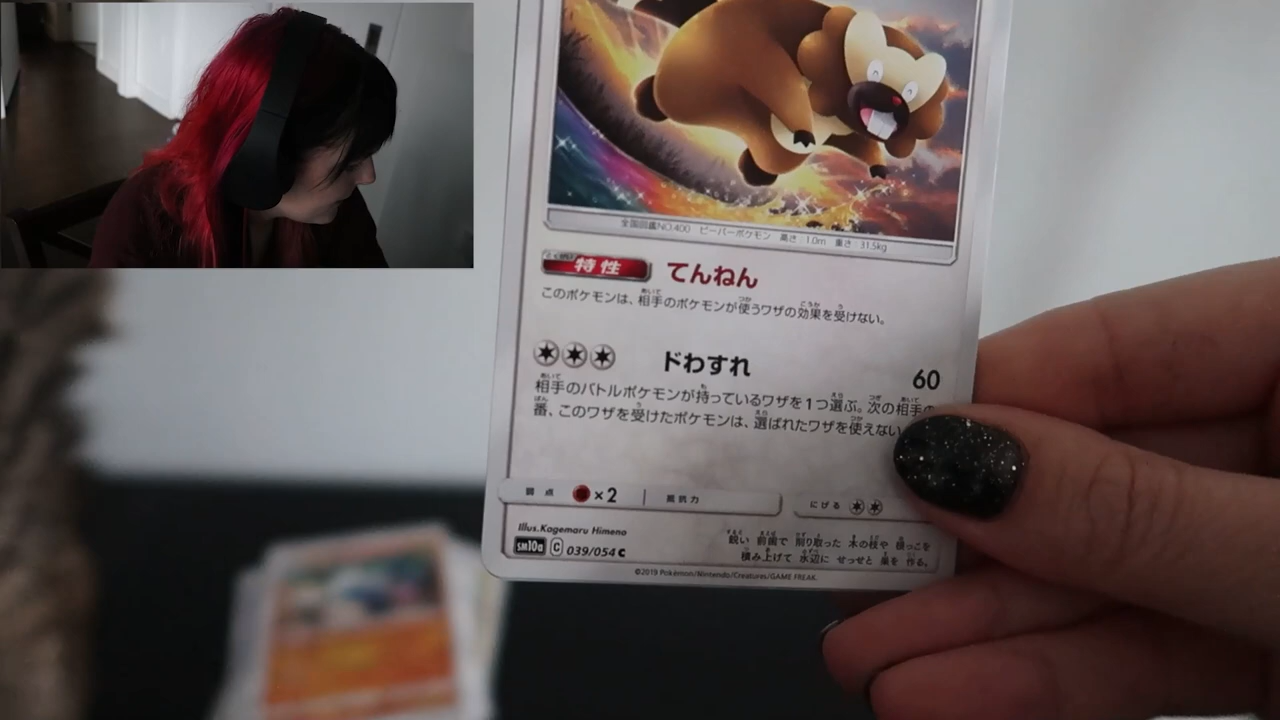 全国図鑑NO.400 ビーバーポケモン 高さ:1.0m 重さ:31.5kg
特性 てんねん
このポケモンは、相手のポケモンが使うワザの効果を受けない。
ドわすれ 60
相手のバトルポケモンが持っているワザを1つ選ぶ。次の相手の
番、このワザを受けたポケモンは、選ばれたワザを使えない
弱点 ×2 抵抗力 にげる
Illus.Kagemaru Himeno
SM10a C 039/054 C
鋭い 前歯で 削り取った 木の枝や 根っこを
積み上げて 水辺に せっせと 巣を 作る。
©2019 Pokémon/Nintendo/Creatures/GAME FREAK.